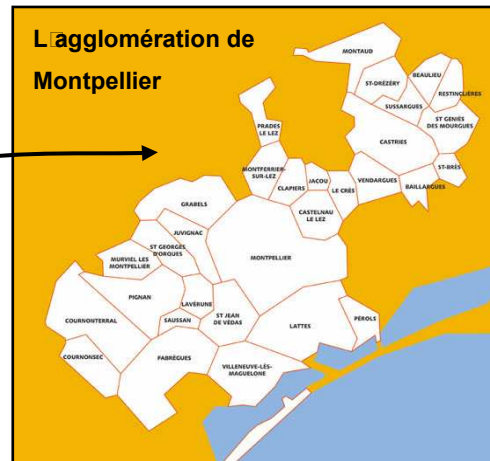 L'agglomération de
Montpellier
MONTAUD
ST-DRÉZÉRY
BEAULIEU
RESTINCLIÈRES
SUSSARGUES
ST GENIÈS
DES MOURGUES
CASTRIES
PRADES
LE LEZ
MONTFERRIER-
SUR-LEZ
CLAPIERS
JACOU
LE CRÈS
VENDARGUES
ST-BRÈS
BAILLARGUES
CASTELNAU
LE LEZ
GRABELS
JUVIGNAC
ST GEORGES
D'ORQUES
MURVIEL LES
MONTPELLIER
MONTPELLIER
PIGNAN
LAVÉRUNE
COURNONTERRAL
SAUSSAN
ST JEAN
DE VÉDAS
LATTES
PÉROLS
COURNONSEC
FABRÈGUES
VILLENEUVE-LÈS-
MAGUELONE